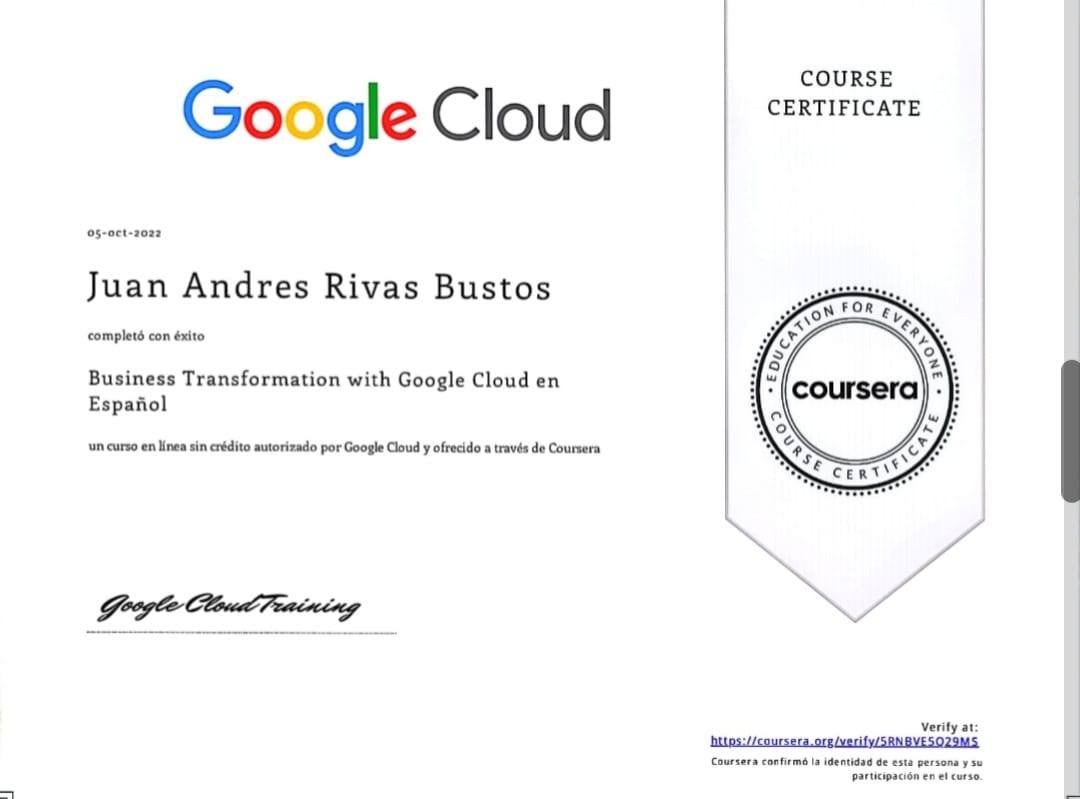 Google Cloud
COURSE
CERTIFICATE
05-oct-2022
Juan Andres Rivas Bustos
completó con éxito
Business Transformation with Google Cloud en
Español
un curso en línea sin crédito autorizado por Google Cloud y ofrecido a través de Coursera
EDUCATION FOR EVERYONE
coursera
COURSE CERTIFICATE
Google Cloud Training
Verify at:
https://coursera.org/verify/5RNBVE5Q29MS
Coursera confirmó la identidad de esta persona y su
participación en el curso.